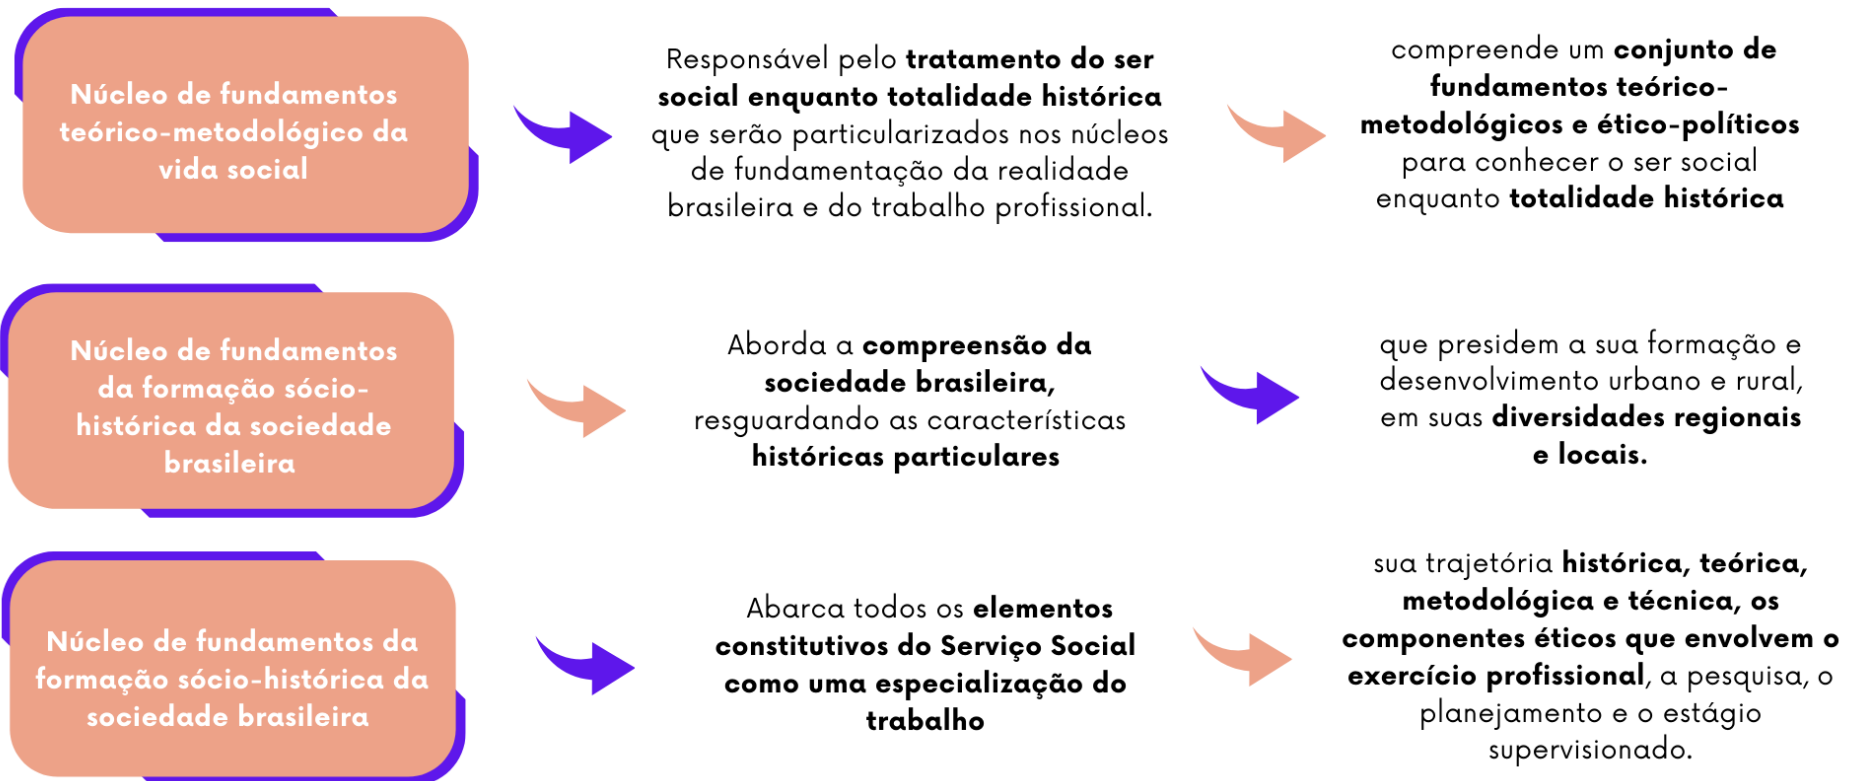 Núcleo de fundamentos
teórico-metodológico da
vida social
Responsável pelo tratamento do ser
social enquanto totalidade histórica
que serão particularizados nos núcleos
de fundamentação da realidade
brasileira e do trabalho profissional.
compreende um conjunto de
fundamentos teórico-
metodológicos e ético-políticos
para conhecer o ser social
enquanto totalidade histórica
Núcleo de fundamentos
da formação sócio-
histórica da sociedade
brasileira
Aborda a compreensão da
sociedade brasileira,
resguardando as características
históricas particulares
que presidem a sua formação e
desenvolvimento urbano e rural,
em suas diversidades regionais
e locais.
Núcleo de fundamentos da
formação sócio-histórica da
sociedade brasileira
Abarca todos os elementos
constitutivos do Serviço Social
como uma especialização do
trabalho
sua trajetória histórica, teórica,
metodológica e técnica, os
componentes éticos que envolvem o
exercício profissional, a pesquisa, o
planejamento e o estágio
supervisionado.